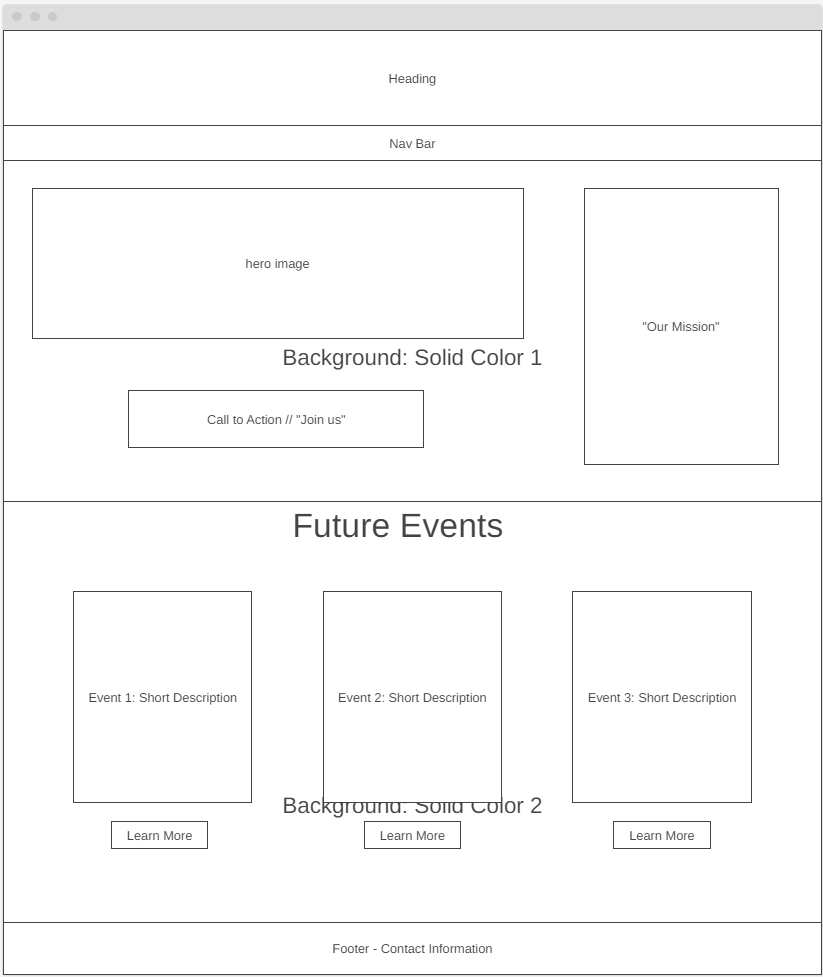 Heading
Nav Bar
hero image
"Our Mission"
Background: Solid Color 1
Call to Action // "Join us"
Future Events
Event 1: Short Description
Event 2: Short Description
Event 3: Short Description
Background: Solid Color 2
Learn More
Learn More
Learn More
Footer - Contact Information